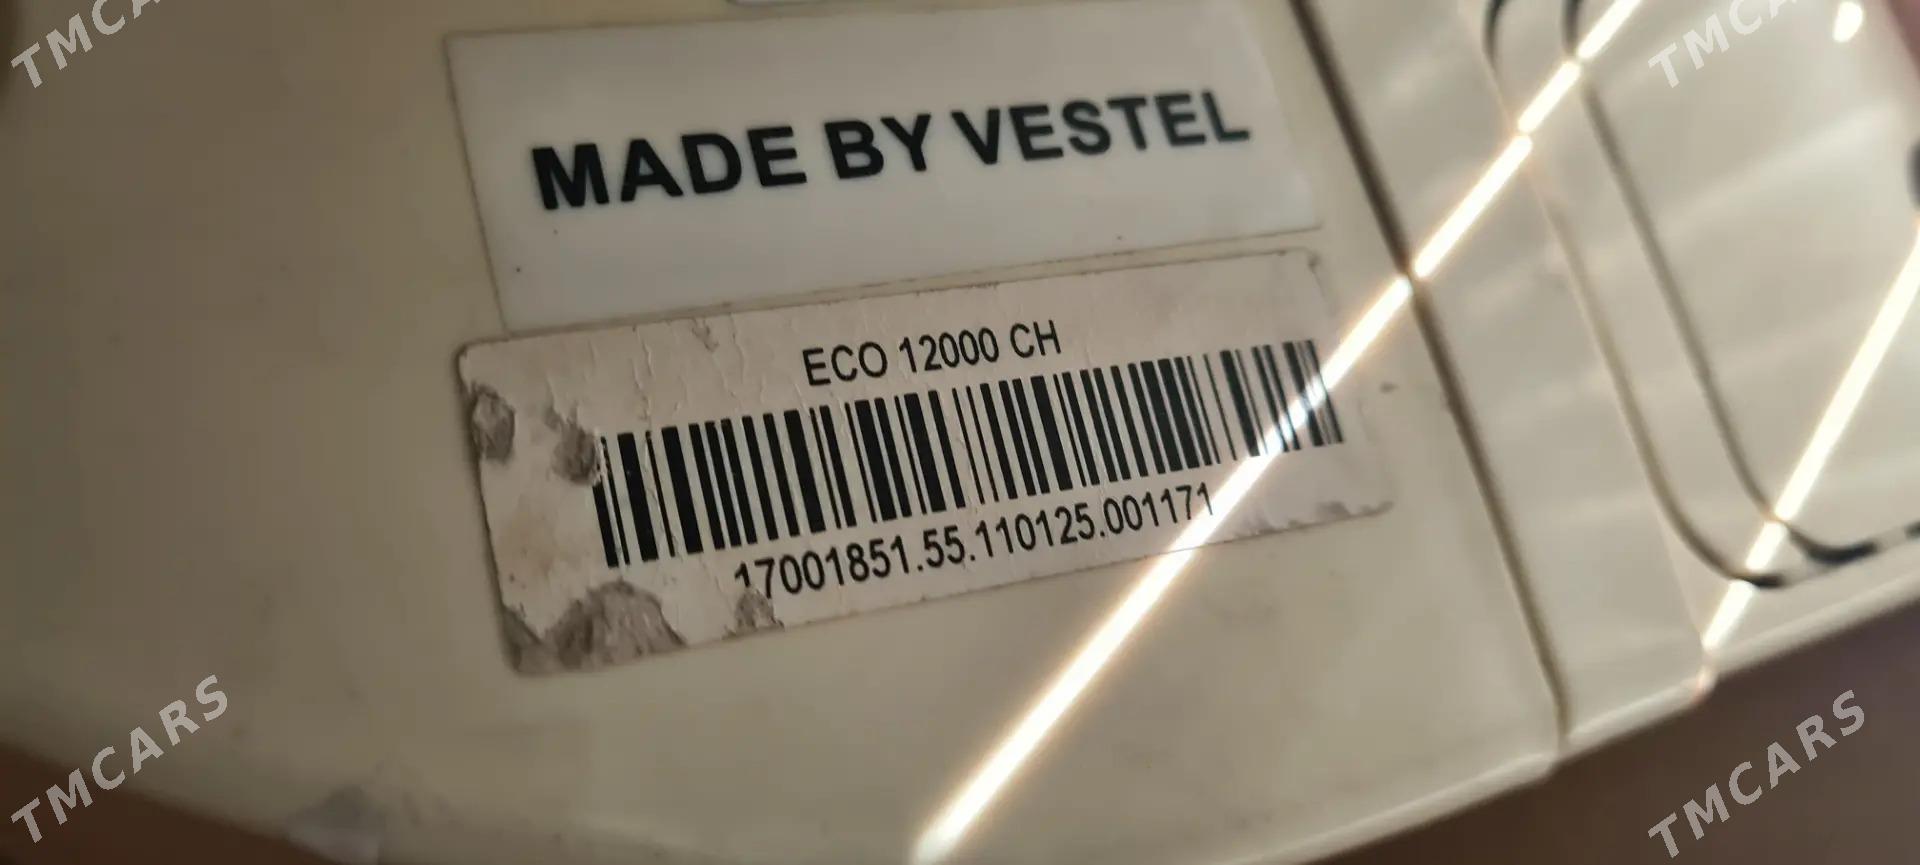 TMCARS
TMCARS
MADE BY VESTEL
ECO 12000 CH
17001851.55.110125.001171
TMCARS
TMCARS